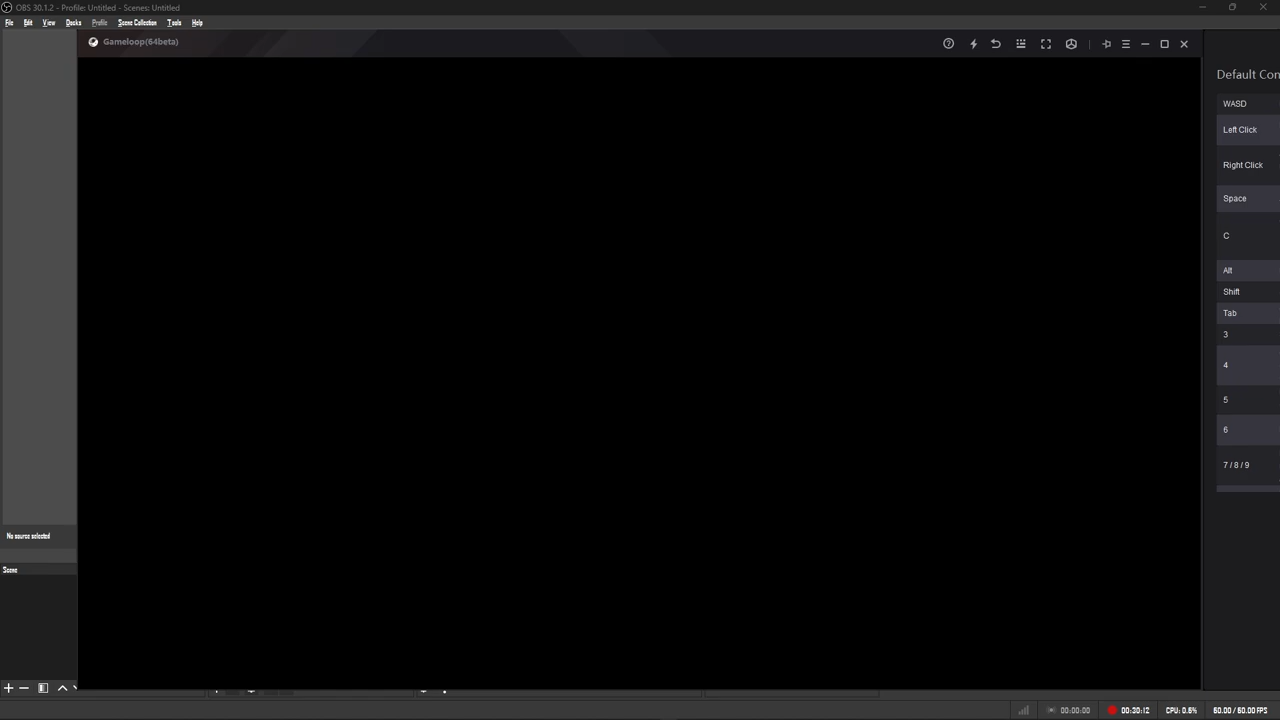 OBS 30.1.2 - Profile: Untitled - Scenes: Untitled
File Edit View Docks Profile Scene Collection Tools Help
Gameloop(64beta)
Default Con
WASD
Left Click
Right Click
Space
C
Alt
Shift
Tab
3
4
5
6
7 / 8 / 9
No source selected
Scene
00:00:00 00:30:12 CPU: 0.6% 60.00 / 60.00 FPS